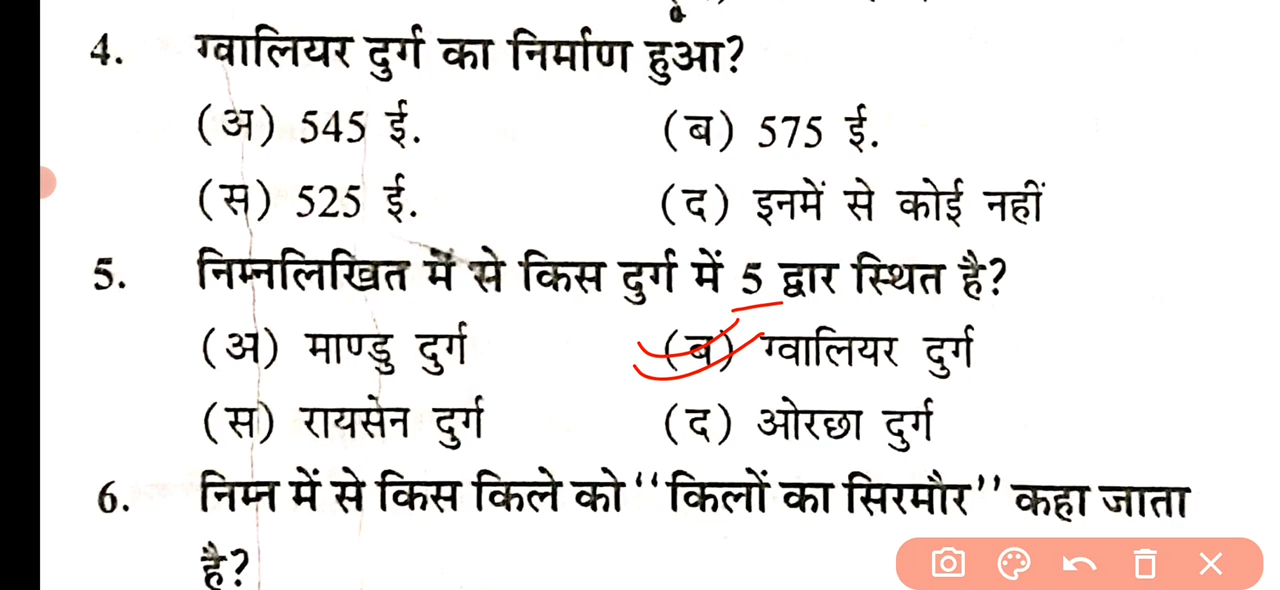 4. ग्वालियर दुर्ग का निर्माण हुआ?
(अ) 545 ई. (ब) 575 ई.
(स) 525 ई. (द) इनमें से कोई नहीं
5. निम्नलिखित में से किस दुर्ग में 5 द्वार स्थित है?
(अ) माण्डु दुर्ग (ब) ग्वालियर दुर्ग
(स) रायसेन दुर्ग (द) ओरछा दुर्ग
6. निम्न में से किस किले को "किलों का सिरमौर" कहा जाता
है?